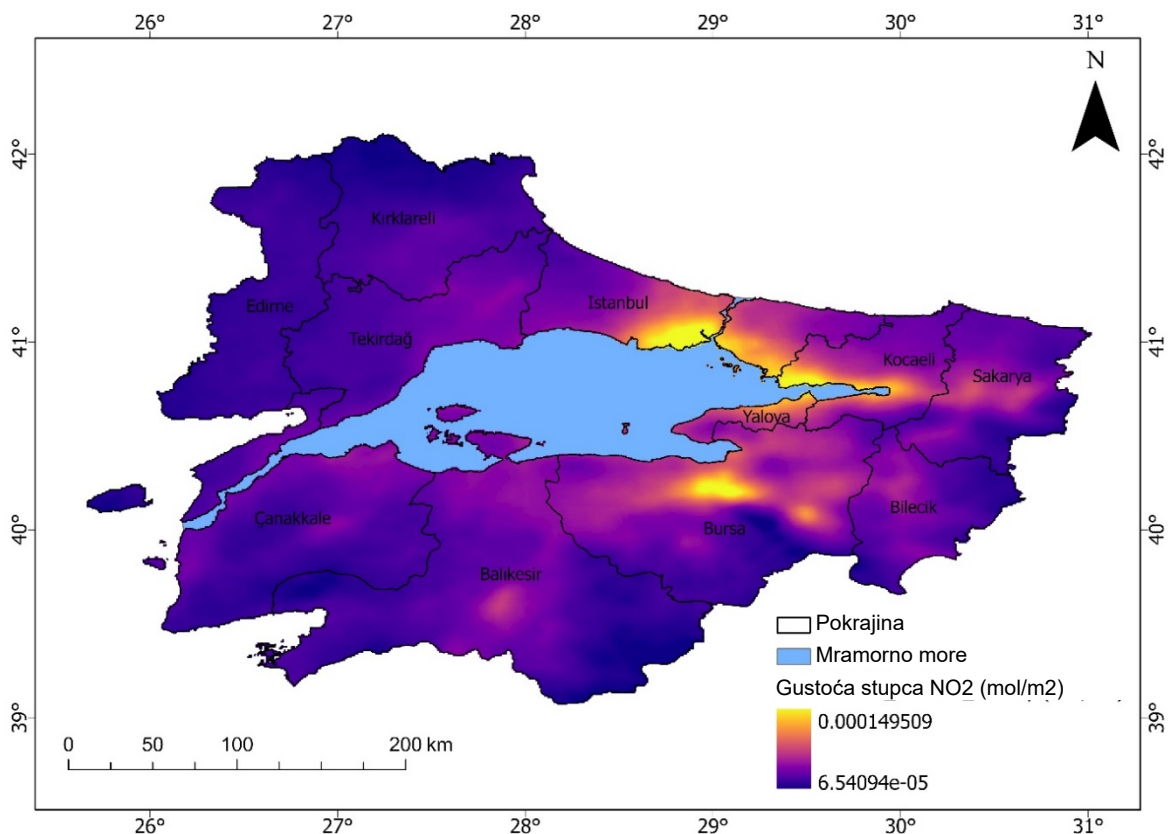 26° 27° 28° 29° 30° 31°
N
42° 42°
Kırklareli
Edirne
Istanbul
Tekirdağ
41° 41°
Kocaeli
Sakarya
Yalova
Çanakkale
Bilecik
40° 40°
Bursa
Balıkesir
Pokrajina
Mramorno more
Gustoća stupca NO2 (mol/m2)
0.000149509
6.54094e-05
39° 39°
0 50 100 200 km
26° 27° 28° 29° 30° 31°